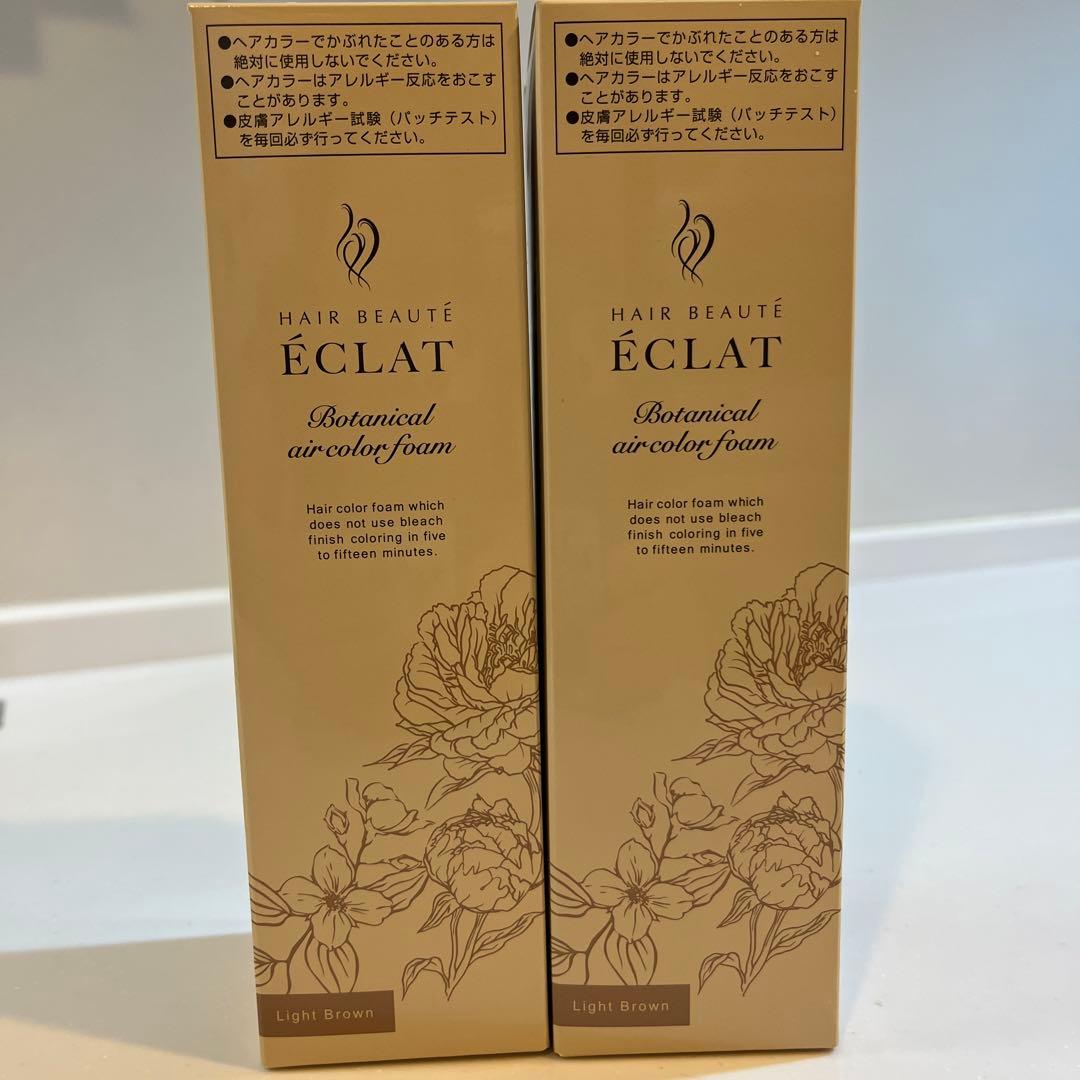 ●ヘアカラーでかぶれたことのある方は
絶対に使用しないでください。
●ヘアカラーはアレルギー反応をおこす
ことがあります。
●皮膚アレルギー試験（パッチテスト）
を毎回必ず行ってください。
HAIR BEAUTÉ
ÉCLAT
Botanical
air color foam
Hair color foam which
does not use bleach
finish coloring in five
to fifteen minutes.
Light Brown
●ヘアカラーでかぶれたことのある方は
絶対に使用しないでください。
●ヘアカラーはアレルギー反応をおこす
ことがあります。
●皮膚アレルギー試験（パッチテスト）
を毎回必ず行ってください。
HAIR BEAUTÉ
ÉCLAT
Botanical
air color foam
Hair color foam which
does not use bleach
finish coloring in five
to fifteen minutes.
Light Brown